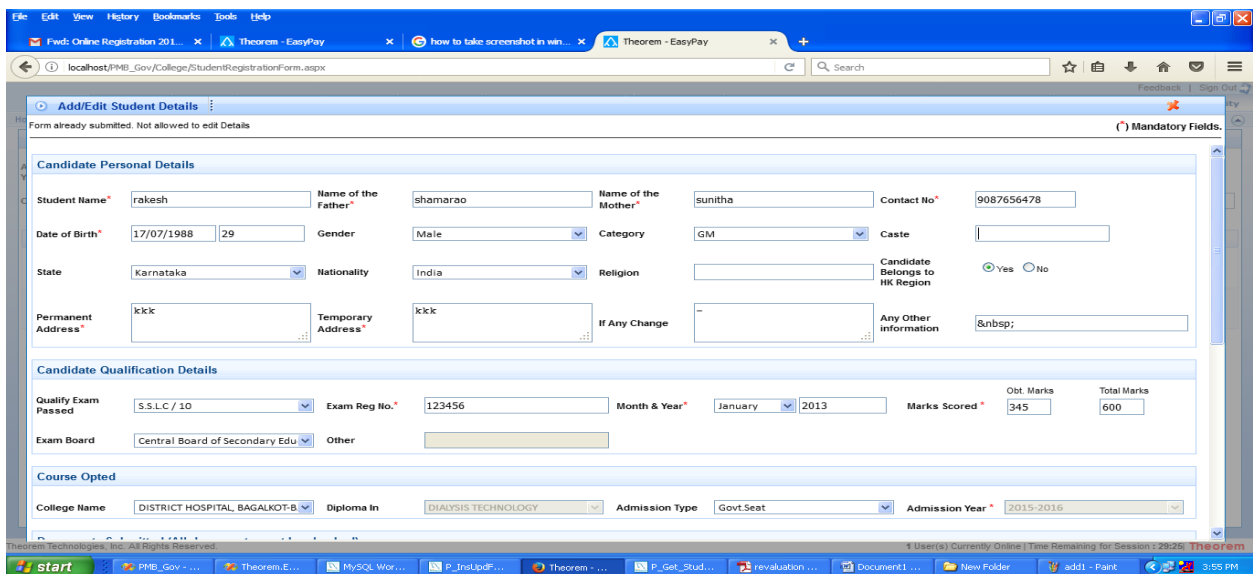 File Edit View History Bookmarks Tools Help
Fwd: Online Registration 201... × Theorem - EasyPay × how to take screenshot in win... × Theorem - EasyPay × +
localhost/PMB_Gov/College/StudentRegistrationForm.aspx Search
Feedback | Sign Out
Add/Edit Student Details
Form already submitted. Not allowed to edit Details (*) Mandatory Fields.
Candidate Personal Details
Student Name* rakesh Name of the Father* shamarao Name of the Mother* sunitha Contact No* 9087656478
Date of Birth* 17/07/1988 29 Gender Male Category GM Caste
State Karnataka Nationality India Religion Candidate Belongs to HK Region Yes No
Permanent Address* kkk Temporary Address* kkk If Any Change - Any Other information &nbsp;
Candidate Qualification Details
Obt. Marks Total Marks
Qualify Exam Passed S.S.L.C / 10 Exam Reg No.* 123456 Month & Year* January 2013 Marks Scored * 345 600
Exam Board Central Board of Secondary Edu Other
Course Opted
College Name DISTRICT HOSPITAL, BAGALKOT-B. Diploma In DIALYSIS TECHNOLOGY Admission Type Govt.Seat Admission Year * 2015-2016
Theorem Technologies, Inc. All Rights Reserved. 1 User(s) Currently Online | Time Remaining for Session : 29:25| Theorem
start PMB_Gov - ... Theorem.E... MySQL Wor... P_InsUpdF... Theorem - ... P_Get_Stud... revaluation ... Document1 ... New Folder add1 - Paint 3:55 PM